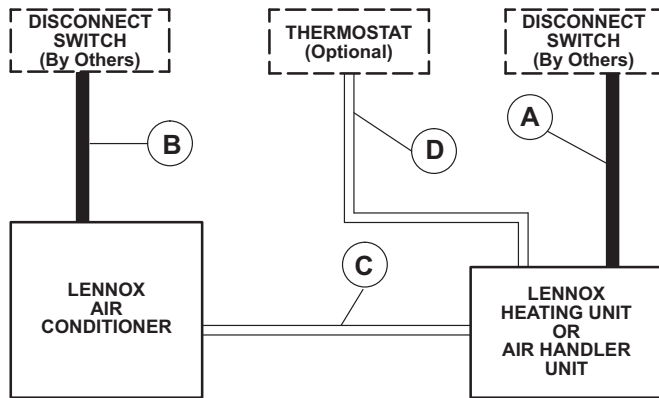 DISCONNECT
SWITCH
(By Others)
THERMOSTAT
(Optional)
DISCONNECT
SWITCH
(By Others)
B
D
A
C
LENNOX
AIR
CONDITIONER
LENNOX
HEATING UNIT
OR
AIR HANDLER
UNIT